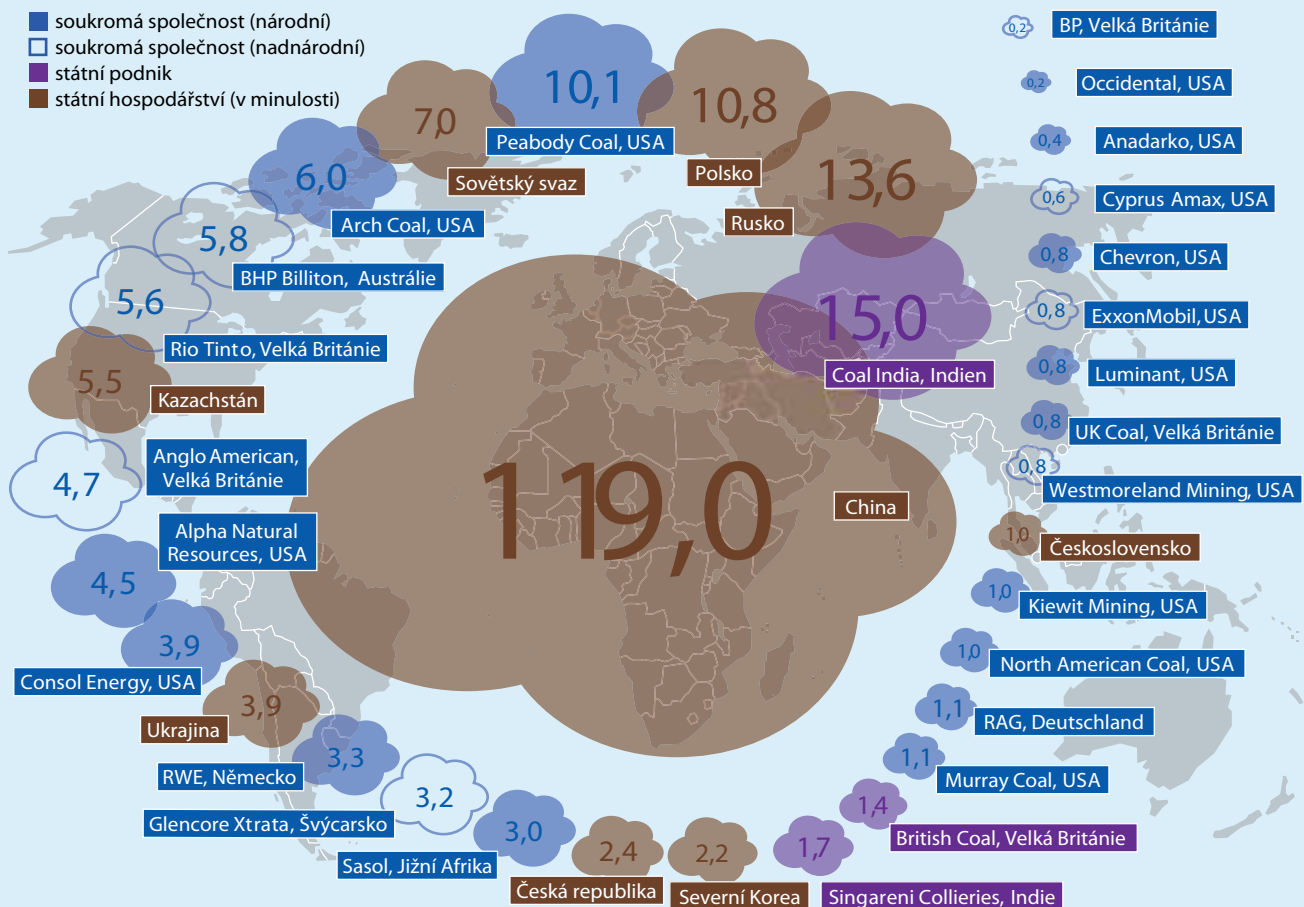 soukromá společnost (národní)
soukromá společnost (nadnárodní)
státní podnik
státní hospodářství (v minulosti)
10,1
Peabody Coal, USA
10,8
Polsko
13,6
Rusko
15,0
Coal India, Indien
119,0
China
7,0
Sovětský svaz
6,0
Arch Coal, USA
5,8
BHP Billiton, Austrálie
5,6
Rio Tinto, Velká Británie
5,5
Kazachstán
4,7
Anglo American,
Velká Británie
Alpha Natural
Resources, USA
4,5
3,9
Consol Energy, USA
3,9
Ukrajina
3,3
RWE, Německo
3,2
Glencore Xtrata, Švýcarsko
3,0
Sasol, Jižní Afrika
2,4
Česká republika
2,2
Severní Korea
1,7
Singareni Collieries, Indie
1,4
British Coal, Velká Británie
1,1
Murray Coal, USA
1,1
RAG, Deutschland
1,0
North American Coal, USA
1,0
Kiewit Mining, USA
1,0
Československo
0,8
Westmoreland Mining, USA
0,8
UK Coal, Velká Británie
0,8
Luminant, USA
0,8
ExxonMobil, USA
0,8
Chevron, USA
0,6
Cyprus Amax, USA
0,4
Anadarko, USA
0,2
Occidental, USA
0,2
BP, Velká Británie